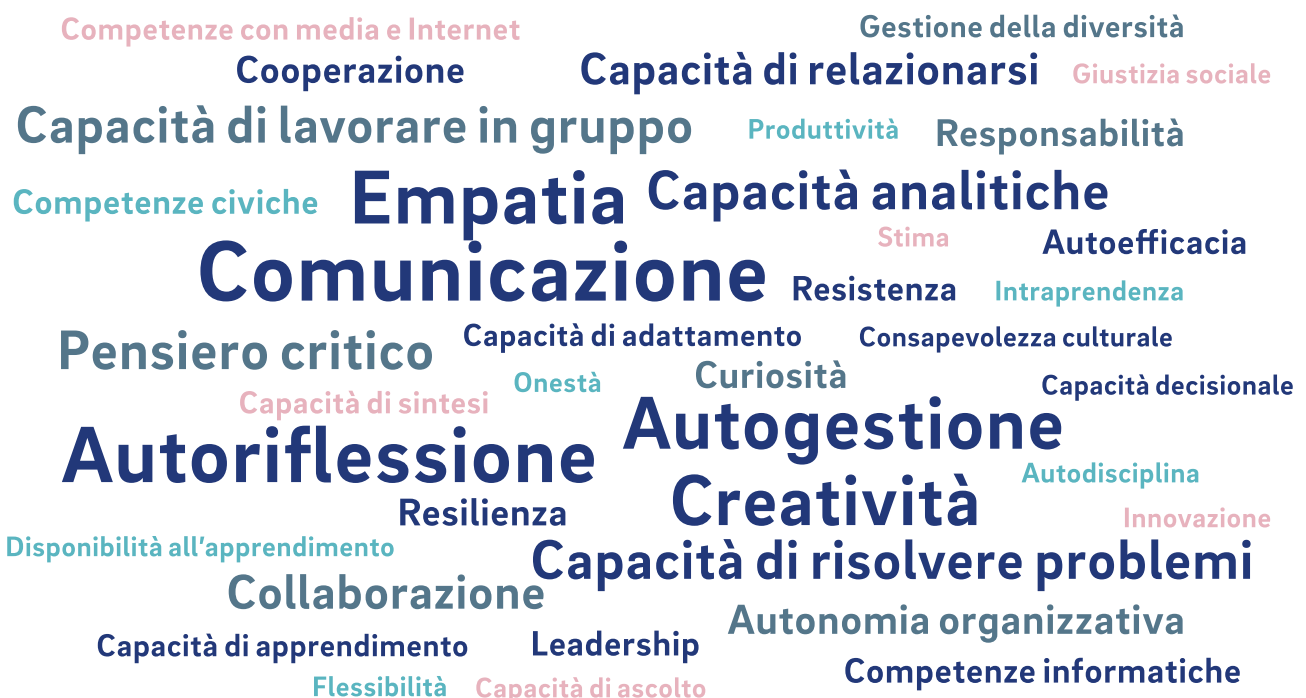 Competenze con media e Internet
Gestione della diversità
Cooperazione
Capacità di relazionarsi
Giustizia sociale
Capacità di lavorare in gruppo
Produttività
Responsabilità
Competenze civiche
Empatia
Capacità analitiche
Stima
Autoefficacia
Comunicazione
Resistenza
Intraprendenza
Pensiero critico
Capacità di adattamento
Consapevolezza culturale
Onestà
Curiosità
Capacità decisionale
Capacità di sintesi
Autogestione
Autoriflessione
Autodisciplina
Creatività
Resilienza
Innovazione
Disponibilità all’apprendimento
Capacità di risolvere problemi
Collaborazione
Autonomia organizzativa
Capacità di apprendimento
Leadership
Competenze informatiche
Flessibilità
Capacità di ascolto